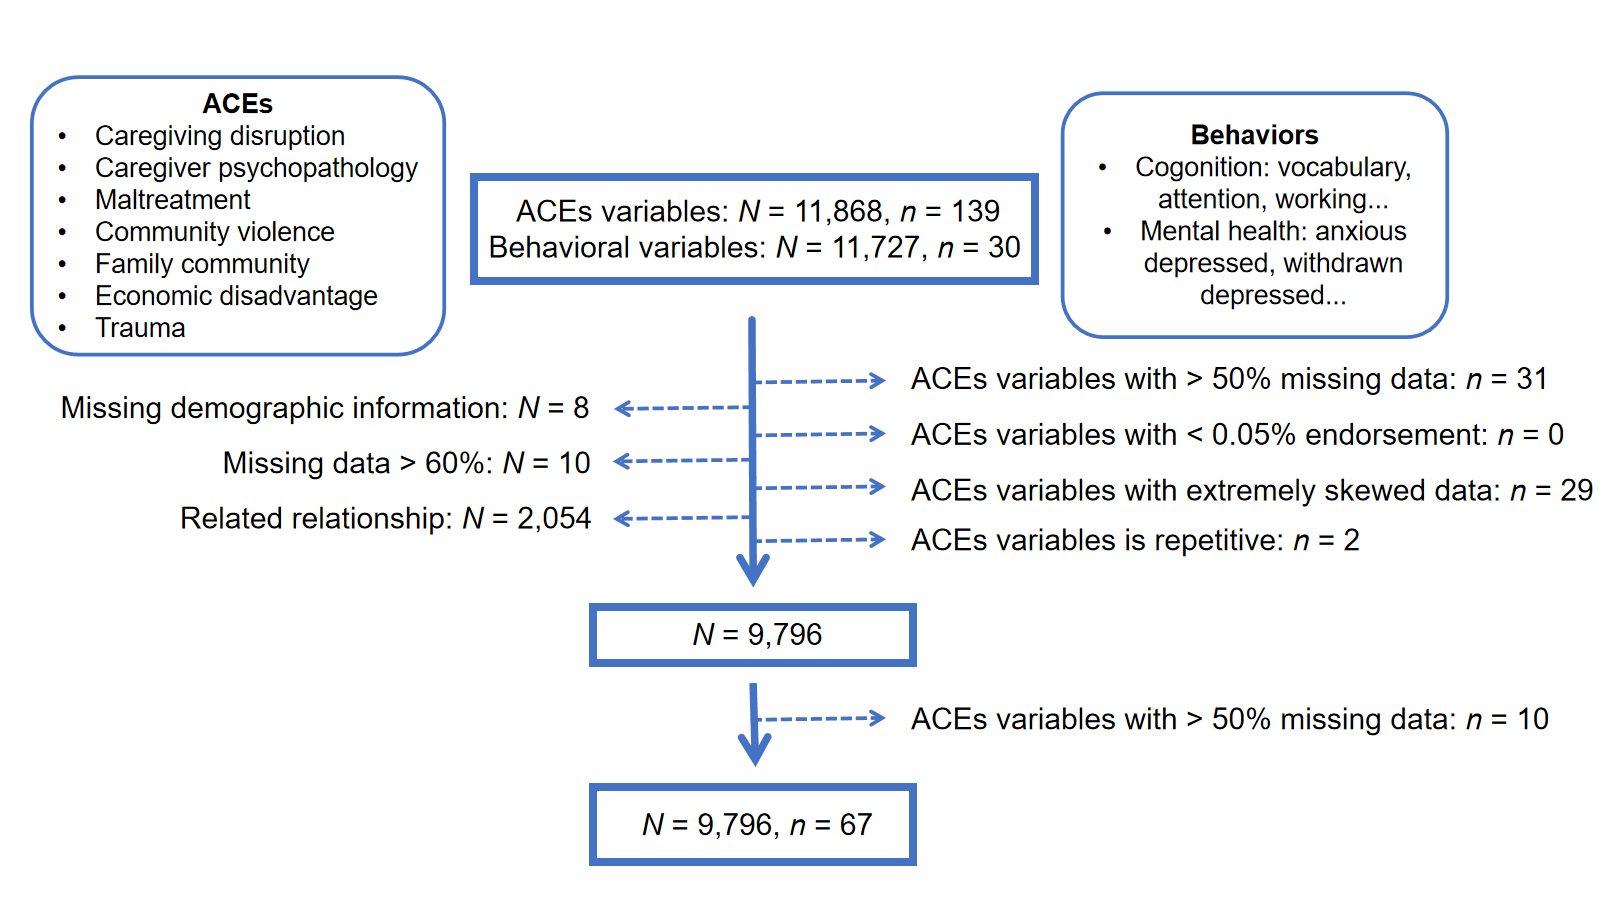 ACEs
• Caregiving disruption
• Caregiver psychopathology
• Maltreatment
• Community violence
• Family community
• Economic disadvantage
• Trauma
ACEs variables: N = 11,868, n = 139
Behavioral variables: N = 11,727, n = 30
Behaviors
• Cogonition: vocabulary,
attention, working...
• Mental health: anxious
depressed, withdrawn
depressed...
Missing demographic information: N = 8
Missing data > 60%: N = 10
Related relationship: N = 2,054
ACEs variables with > 50% missing data: n = 31
ACEs variables with < 0.05% endorsement: n = 0
ACEs variables with extremely skewed data: n = 29
ACEs variables is repetitive: n = 2
N = 9,796
ACEs variables with > 50% missing data: n = 10
N = 9,796, n = 67